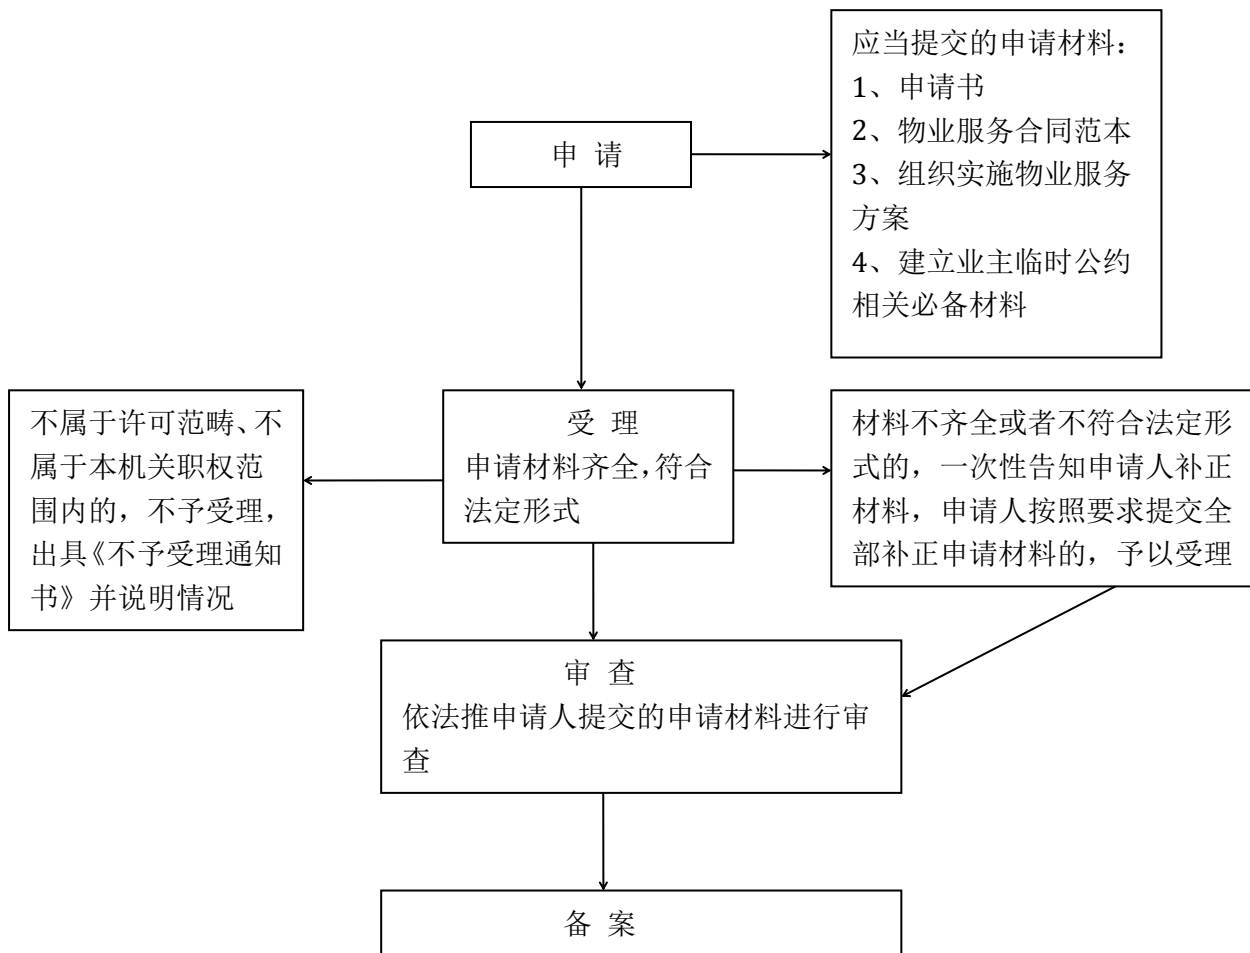 应当提交的申请材料：
1、申请书
2、物业服务合同范本
3、组织实施物业服务
方案
4、建立业主临时公约
相关必备材料
申 请
不属于许可范畴、不
属于本机关职权范
围内的，不予受理，
出具《不予受理通知
书》并说明情况
受 理
申请材料齐全，符合
法定形式
材料不齐全或者不符合法定形
式的，一次性告知申请人补正
材料，申请人按照要求提交全
部补正申请材料的，予以受理
审 查
依法推申请人提交的申请材料进行审
查
备 案